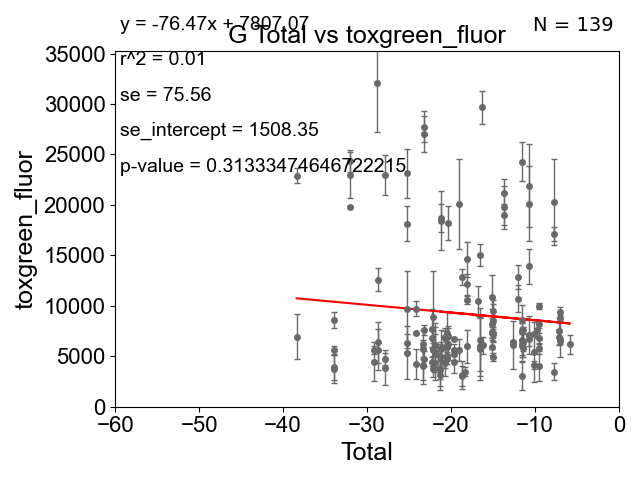 y = -76.47x + 7807.07
N = 139
G Total vs toxgreen_fluor
r^2 = 0.01
se = 75.56
se_intercept = 1508.35
p-value = 0.31333474646722215
toxgreen_fluor
35000
30000
25000
20000
15000
10000
5000
0
−60
−50
−40
−30
−20
−10
0
Total